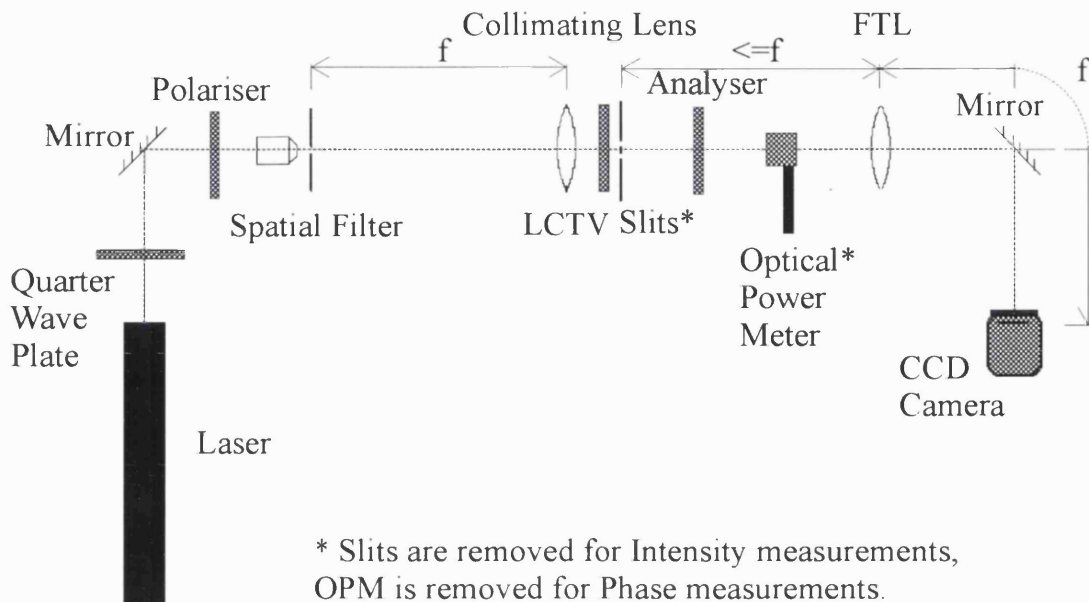 Collimating Lens
FTL
f
<=f
f
Polariser
Analyser
Mirror
Mirror
Spatial Filter
LCTV Slits*
Quarter
Wave
Plate
Optical*
Power
Meter
CCD
Camera
Laser
* Slits are removed for Intensity measurements,
OPM is removed for Phase measurements.